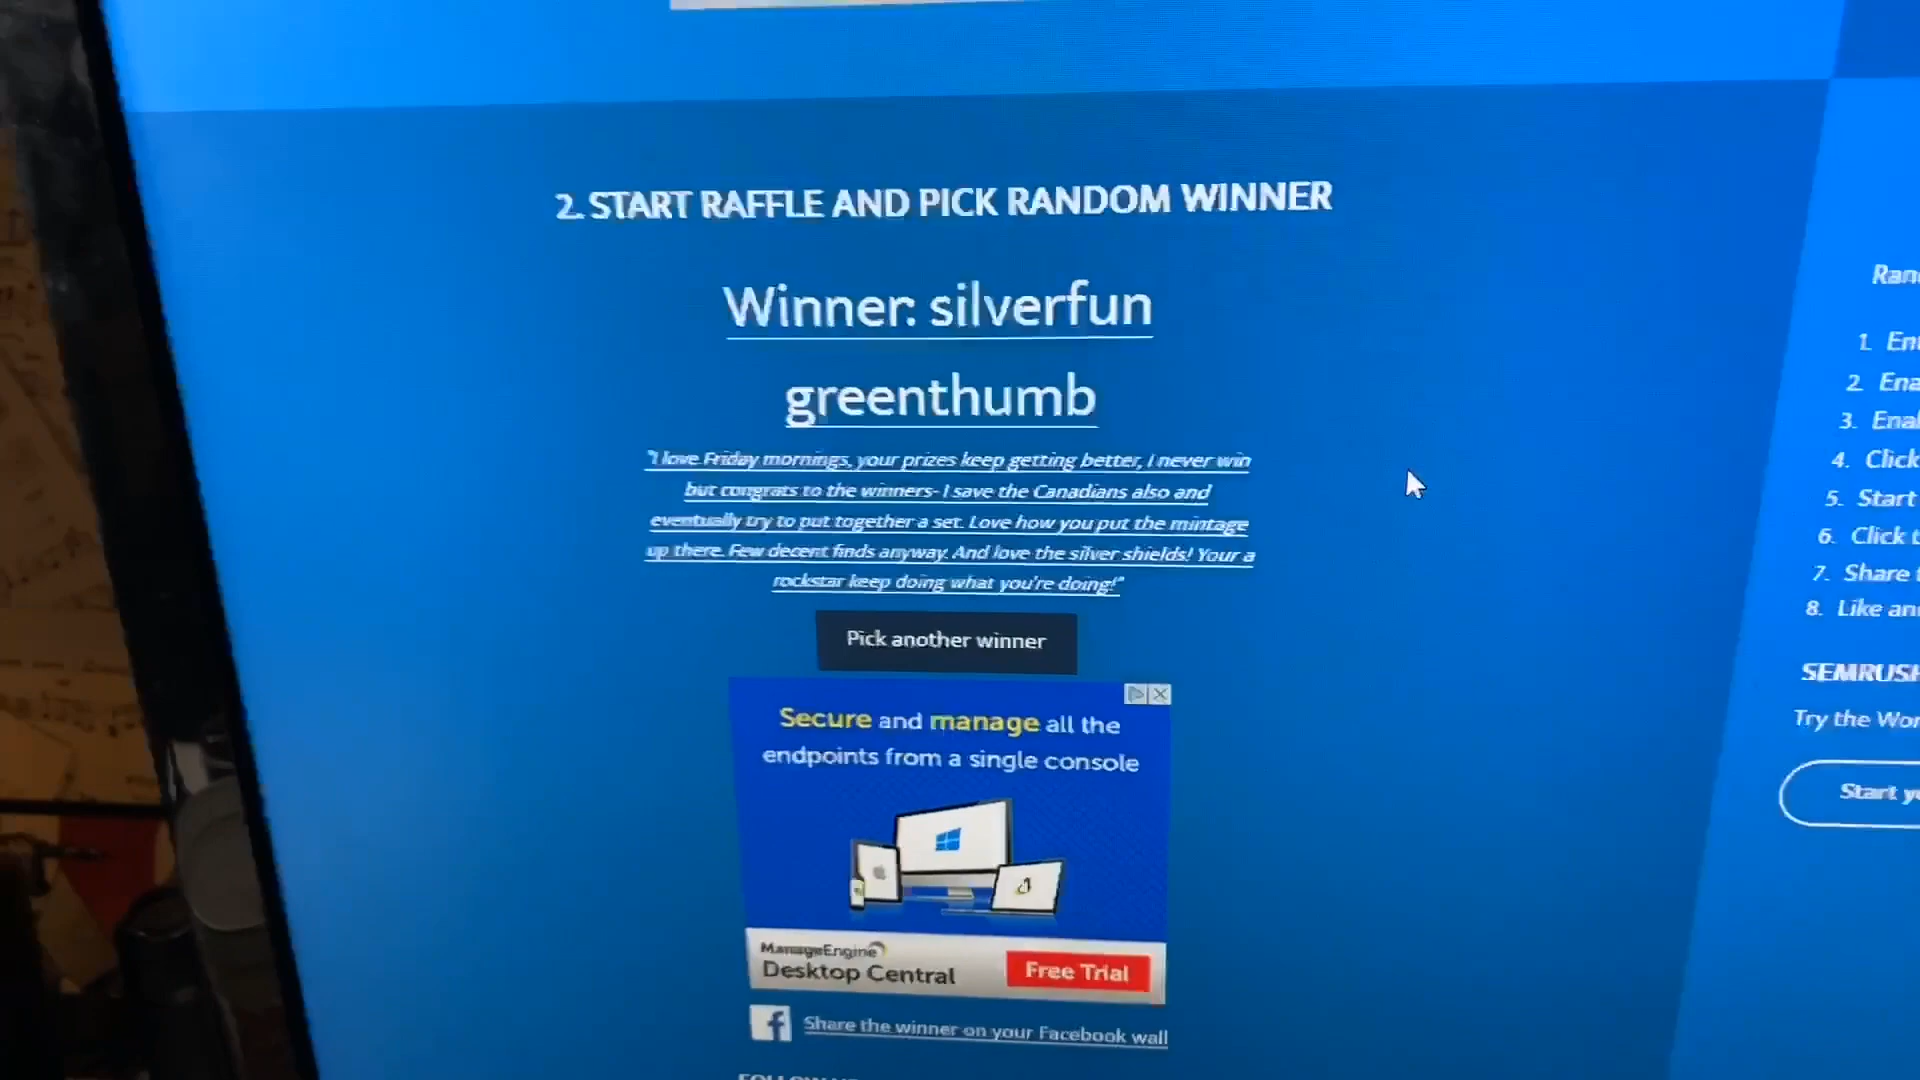 2. START RAFFLE AND PICK RANDOM WINNER
Winner: silverfun
greenthumb
"I love Friday mornings, your prizes keep getting better, I never win
but congrats to the winners- I save the Canadians also and
eventually try to put together a set. Love how you put the mintage
up there. Few decent finds anyway. And love the silver shields! Your a
rockstar keep doing what you're doing!"
Pick another winner
Secure and manage all the
endpoints from a single console
ManageEngine
Desktop Central
Free Trial
Share the winner on your Facebook wall
1.
2.
3.
4. Click
5. Start
6. Click
7. Share
8. Like
SEMRUSH
Try the
Start